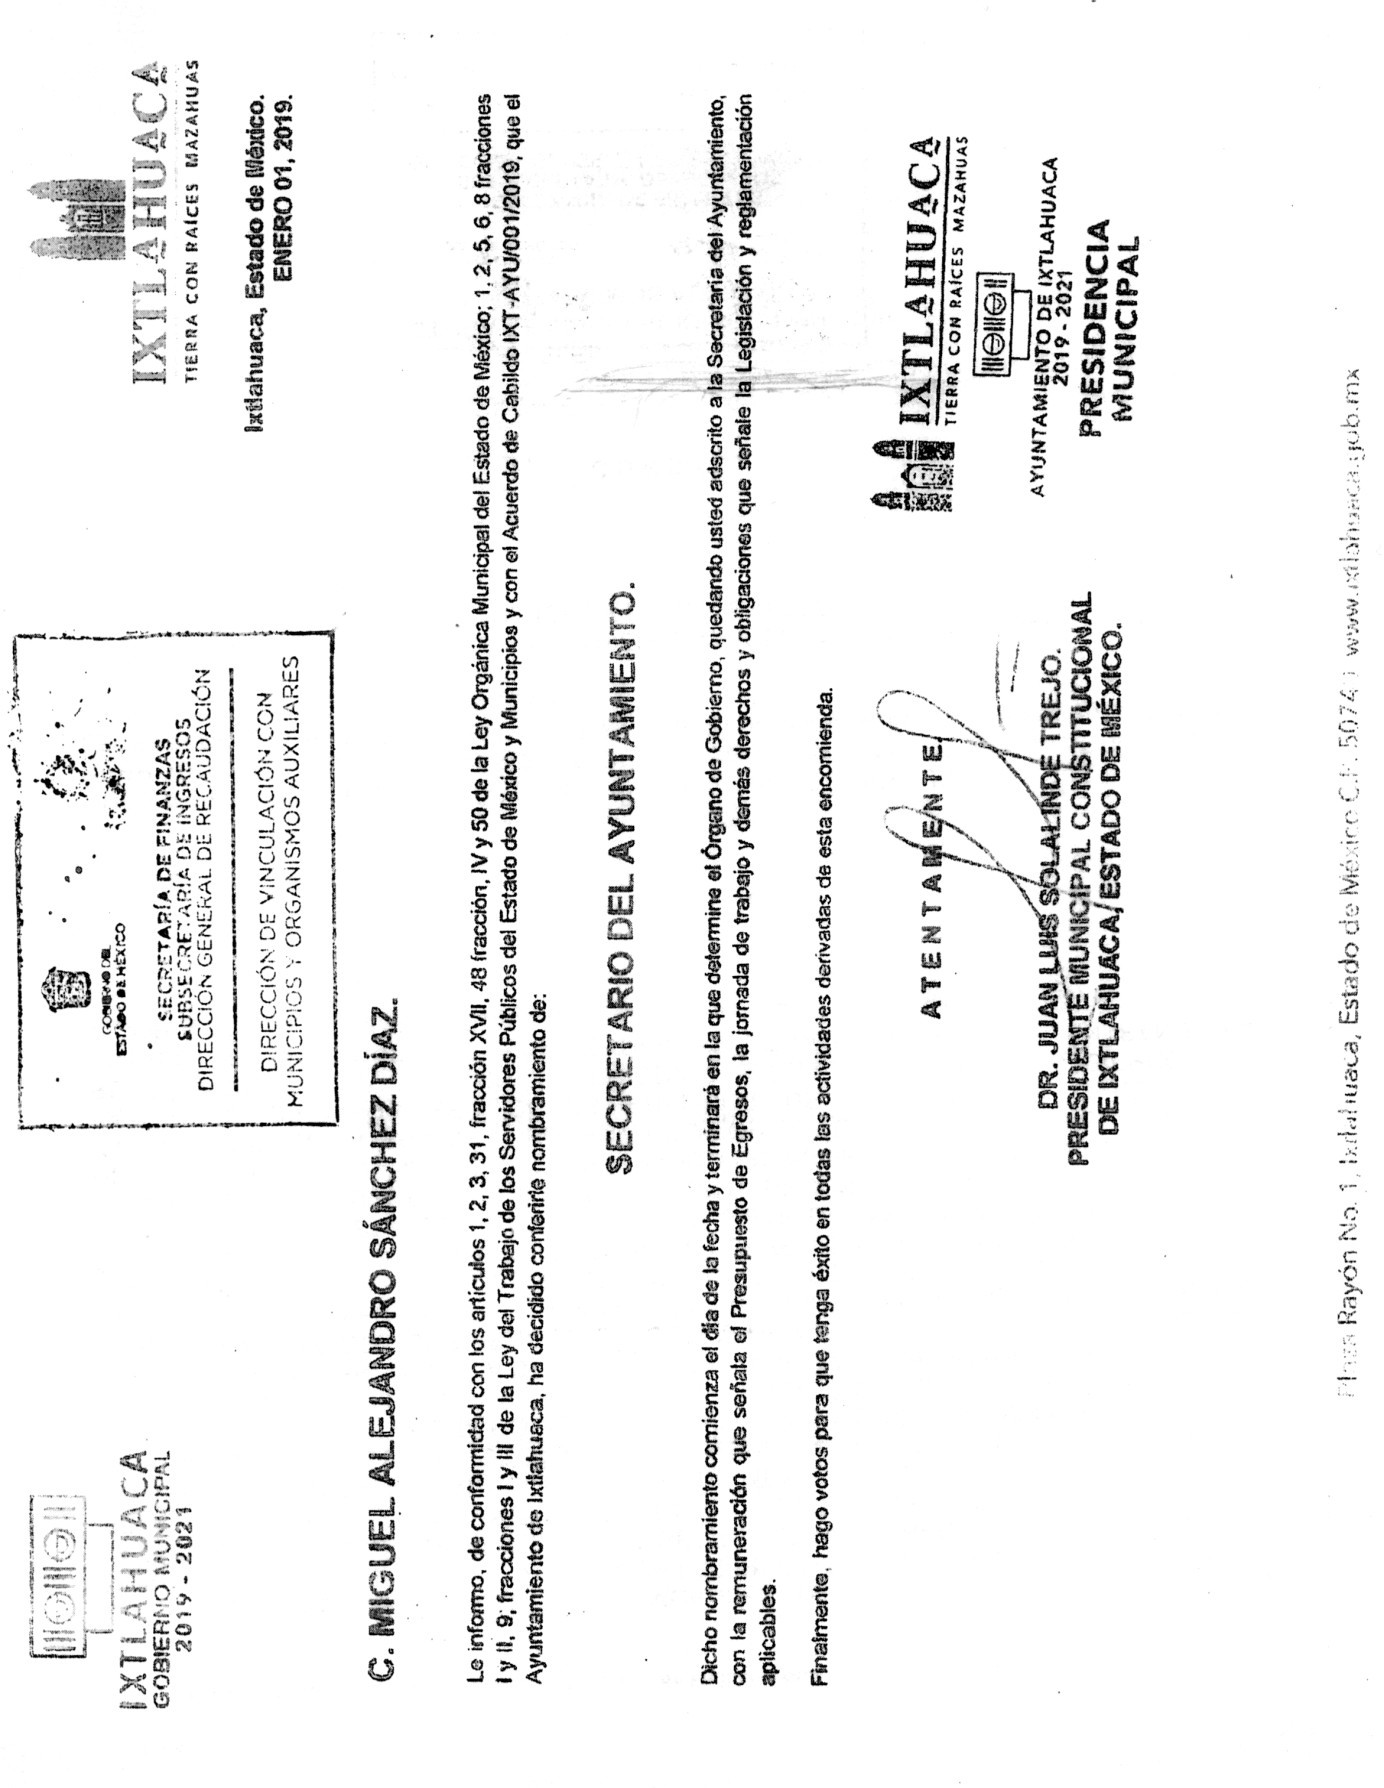 IXTLAHUACA
GOBIERNO MUNICIPAL
2019 - 2021
GOBIERNO DEL
ESTADO DE MÉXICO
SECRETARÍA DE FINANZAS
SUBSECRETARÍA DE INGRESOS
DIRECCIÓN GENERAL DE RECAUDACIÓN
DIRECCIÓN DE VINCULACIÓN CON
MUNICIPIOS Y ORGANISMOS AUXILIARES
IXTLAHUACA
TIERRA CON RAÍCES MAZAHUAS
Ixtlahuaca, Estado de México.
ENERO 01, 2019.
C. MIGUEL ALEJANDRO SÁNCHEZ DÍAZ.
Le informo, de conformidad con los artículos 1, 2, 3, 31, fracción XVII, 48 fracción, IV y 50 de la Ley Orgánica Municipal del Estado de México; 1, 2, 5, 6, 8 fracciones
I y II, 9; fracciones I y III de la Ley del Trabajo de los Servidores Públicos del Estado de México y Municipios y con el Acuerdo de Cabildo IXT-AYU/001/2019, que el
Ayuntamiento de Ixtlahuaca, ha decidido conferirle nombramiento de:
SECRETARIO DEL AYUNTAMIENTO.
Dicho nombramiento comienza el día de la fecha y terminará en la que determine el Órgano de Gobierno, quedando usted adscrito a la Secretaría del Ayuntamiento,
con la remuneración que señala el Presupuesto de Egresos, la jornada de trabajo y demás derechos y obligaciones que señale la Legislación y reglamentación
aplicables.
Finalmente, hago votos para que tenga éxito en todas las actividades derivadas de esta encomienda.
ATENTAMENTE
DR. JUAN LUIS SOLALINDE TREJO.
PRESIDENTE MUNICIPAL CONSTITUCIONAL
DE IXTLAHUACA, ESTADO DE MÉXICO.
IXTLAHUACA
TIERRA CON RAÍCES MAZAHUAS
AYUNTAMIENTO DE IXTLAHUACA
2019 - 2021
PRESIDENCIA
MUNICIPAL
Plaza Rayón No. 1, Ixtlahuaca, Estado de México C.P. 50740 www.ixtlahuaca.gob.mx